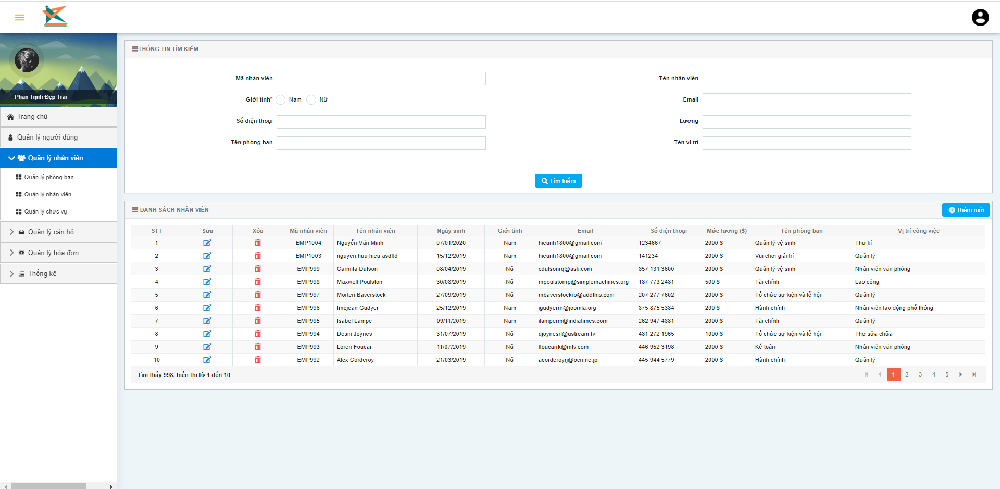 Phan Trịnh Đẹp Trai
Trang chủ
Quản lý người dùng
Quản lý nhân viên
Quản lý phòng ban
Quản lý nhân viên
Quản lý chức vụ
Quản lý căn hộ
Quản lý hóa đơn
Thống kê
THÔNG TIN TÌM KIẾM
Mã nhân viên
Tên nhân viên
Giới tính* Nam Nữ
Email
Số điện thoại
Lương
Tên phòng ban
Tên vị trí
Tìm kiếm
DANH SÁCH NHÂN VIÊN
Thêm mới
STT Sửa Xóa Mã nhân viên Tên nhân viên Ngày sinh Giới tính Email Số điện thoại Mức lương ($) Tên phòng ban Vị trí công việc
1 EMP1004 Nguyễn Văn Minh 07/01/2020 Nam hieunh1800@gmail.com 1234667 2000 $ Quản lý vệ sinh Thư kí
2 EMP1003 nguyen huu hieu asdffd 15/12/2019 Nam hieunh1800@gmail.com 141234 2000 $ Vui chơi giải trí Quản lý
3 EMP999 Carmita Dutson 08/04/2019 Nữ cdutsonrq@ask.com 857 131 3600 2000 $ Quản lý vệ sinh Nhân viên văn phòng
4 EMP998 Maxwell Poulston 30/08/2019 Nữ mpoulstonrp@simplemachines.org 187 773 2481 500 $ Tài chính Lao công
5 EMP997 Morten Baverstock 27/09/2019 Nữ mbaverstockro@addthis.com 207 277 7602 2000 $ Tổ chức sự kiện và lễ hội Quản lý
6 EMP996 Imojean Gudyer 25/12/2019 Nam igudyerrn@joomla.org 875 875 5384 200 $ Hành chính Nhân viên lao động phổ thông
7 EMP995 Isabel Lampe 09/11/2019 Nam ilamperm@indiatimes.com 262 947 4881 2000 $ Tài chính Quản lý
8 EMP994 Desiri Joynes 31/07/2019 Nữ djoynesrl@ustream.tv 481 272 1965 1000 $ Tổ chức sự kiện và lễ hội Thợ sửa chữa
9 EMP993 Loren Foucar 11/07/2019 Nữ lfoucarrk@mtv.com 446 952 3198 2000 $ Kế toán Nhân viên văn phòng
10 EMP992 Alex Corderoy 21/03/2019 Nữ acorderoyrj@ocn.ne.jp 445 944 5779 2000 $ Hành chính Quản lý
Tìm thấy 998, hiển thị từ 1 đến 10
1 2 3 4 5